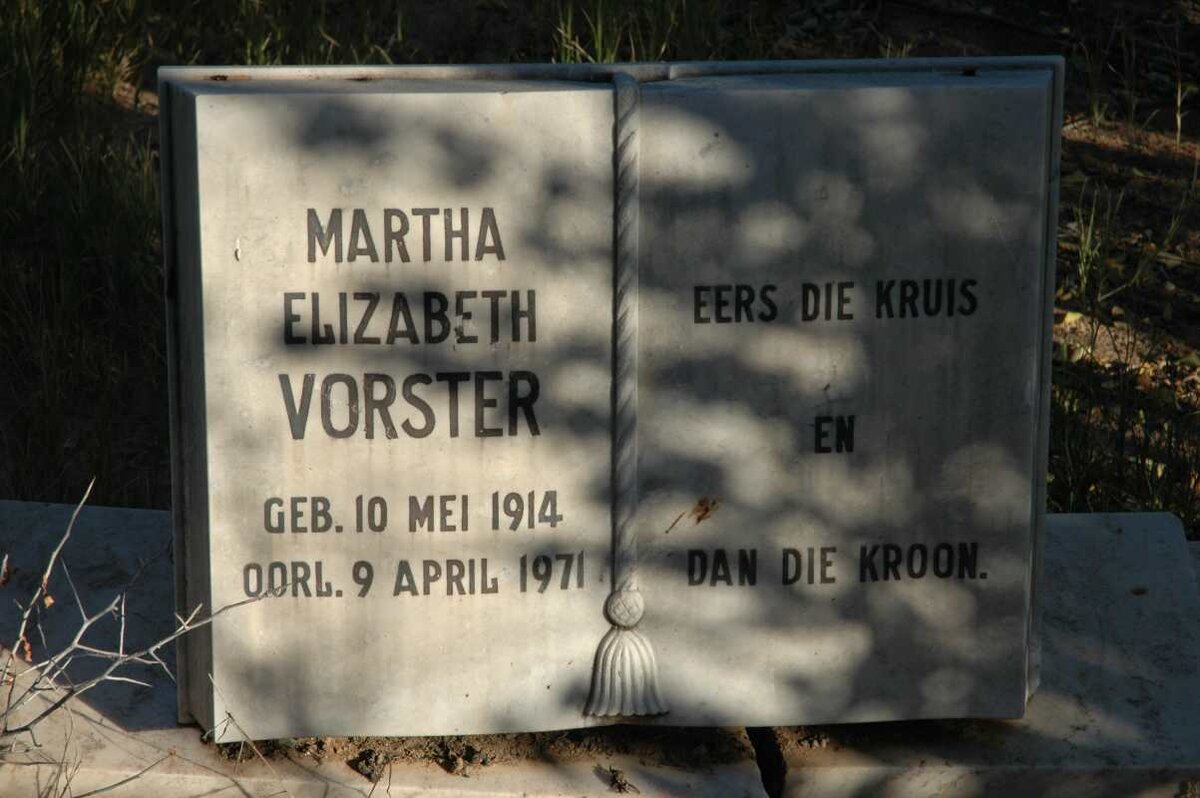 MARTHA
ELIZABETH
VORSTER
GEB. 10 MEI 1914
OORL. 9 APRIL 1971
EERS DIE KRUIS
EN
DAN DIE KROON.